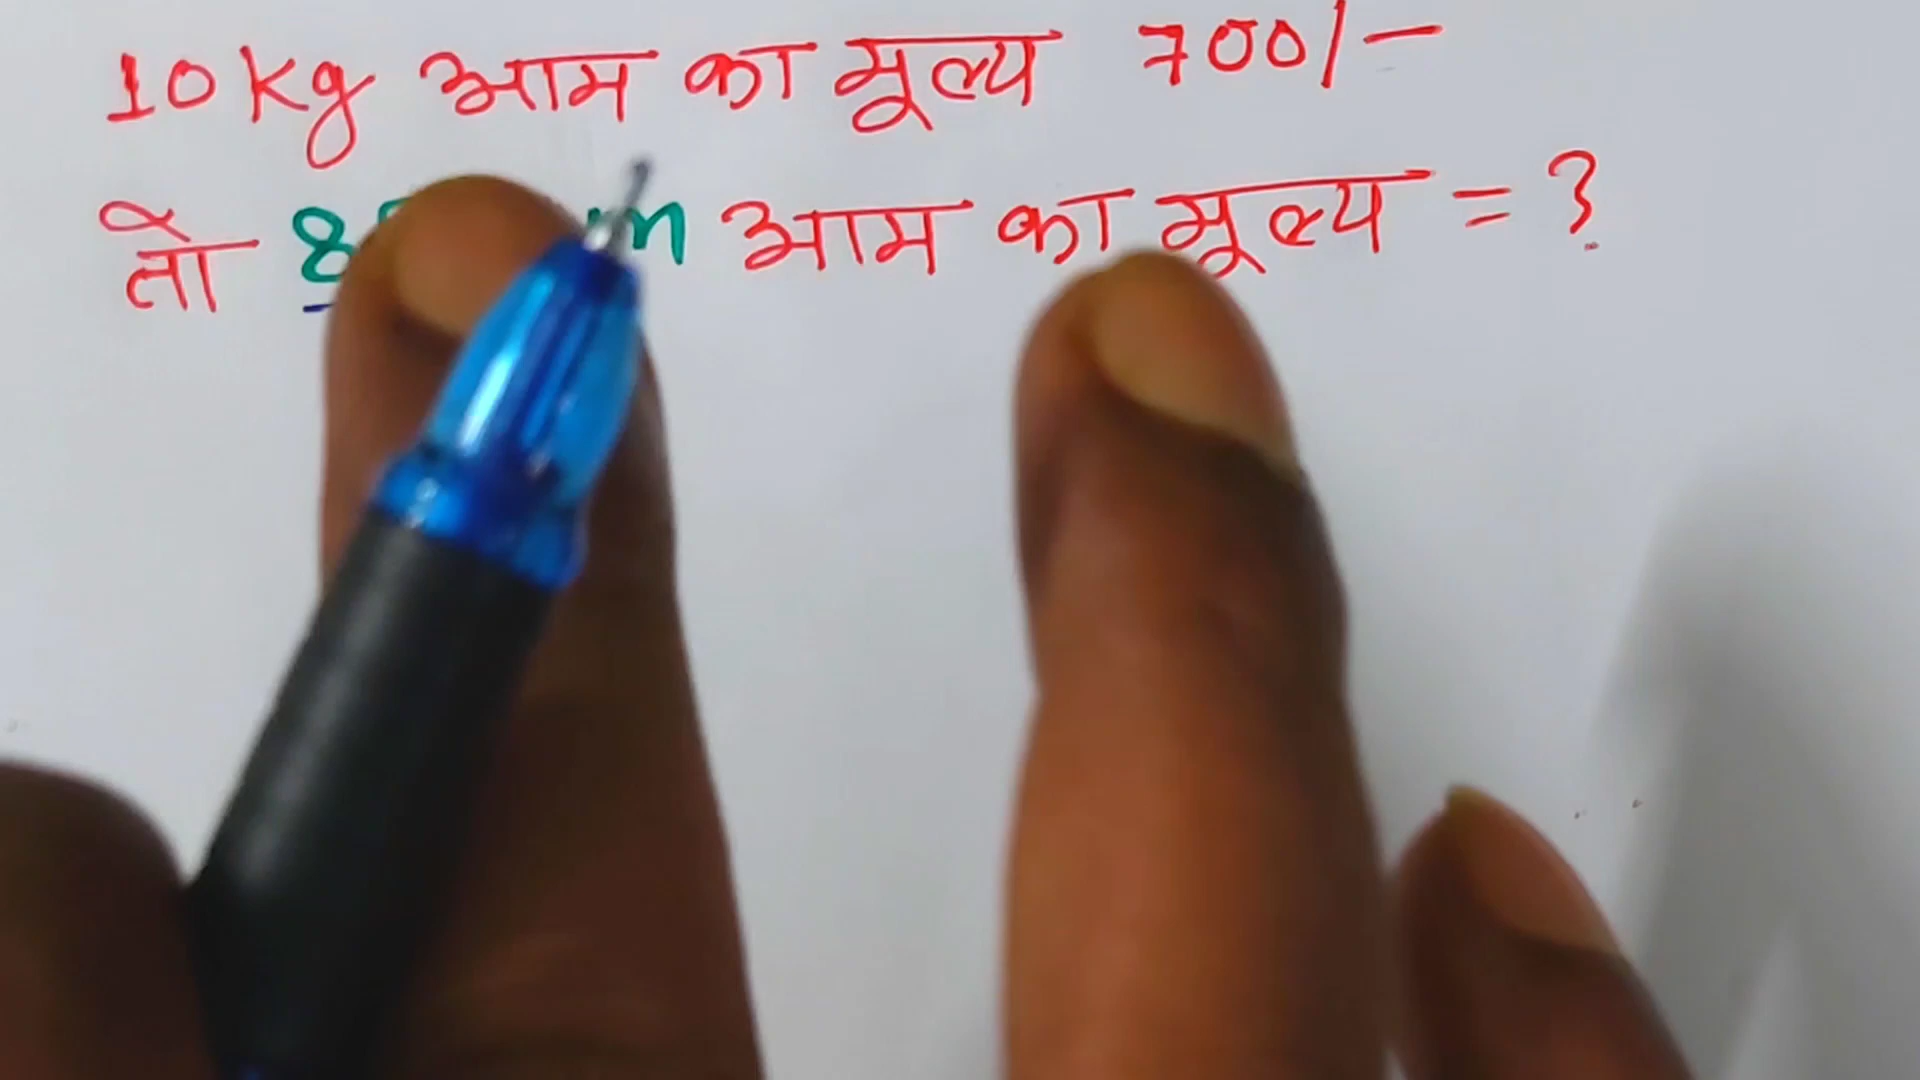 10 kg आम का मूल्य 700/-
तो आम का मूल्य = ?